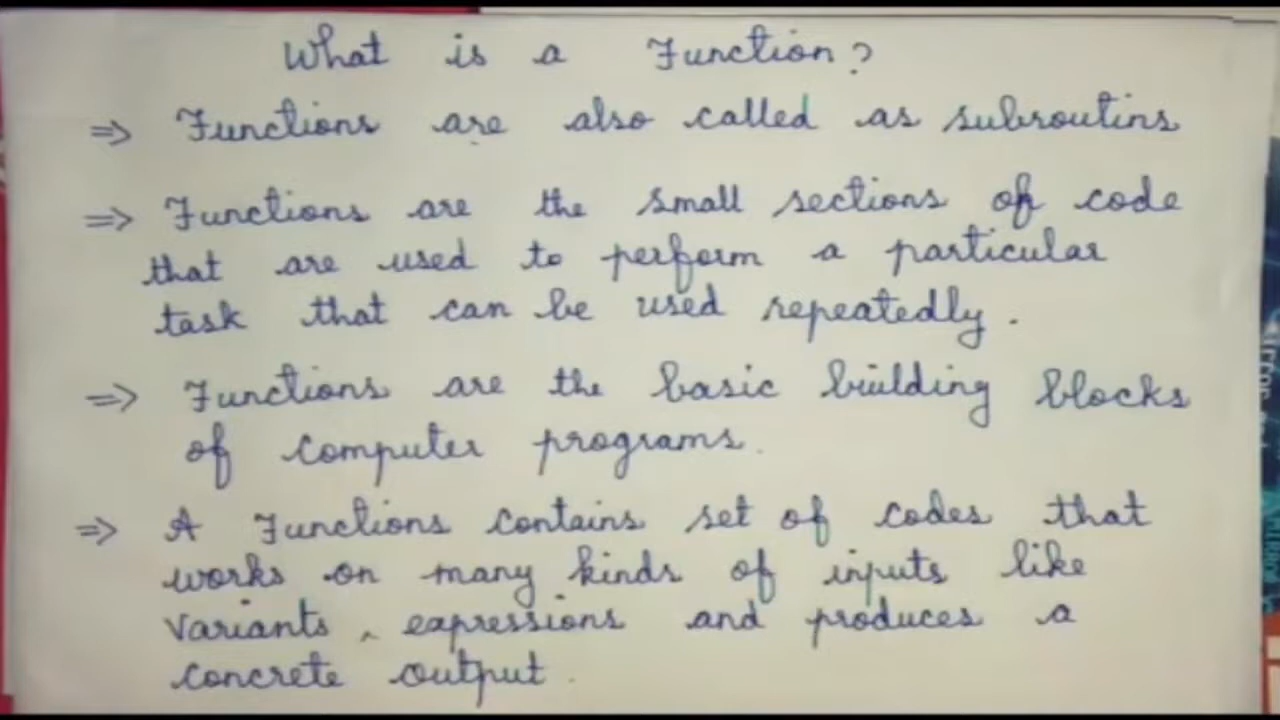 What is a Function?
⇒ Functions are also called as subroutins
⇒ Functions are the small sections of code
that are used to perform a particular
task that can be used repeatedly.
⇒ Functions are the basic building blocks
of computer programs.
⇒ A Functions contains set of codes that
works on many kinds of inputs like
variants, expressions and produces a
concrete output.